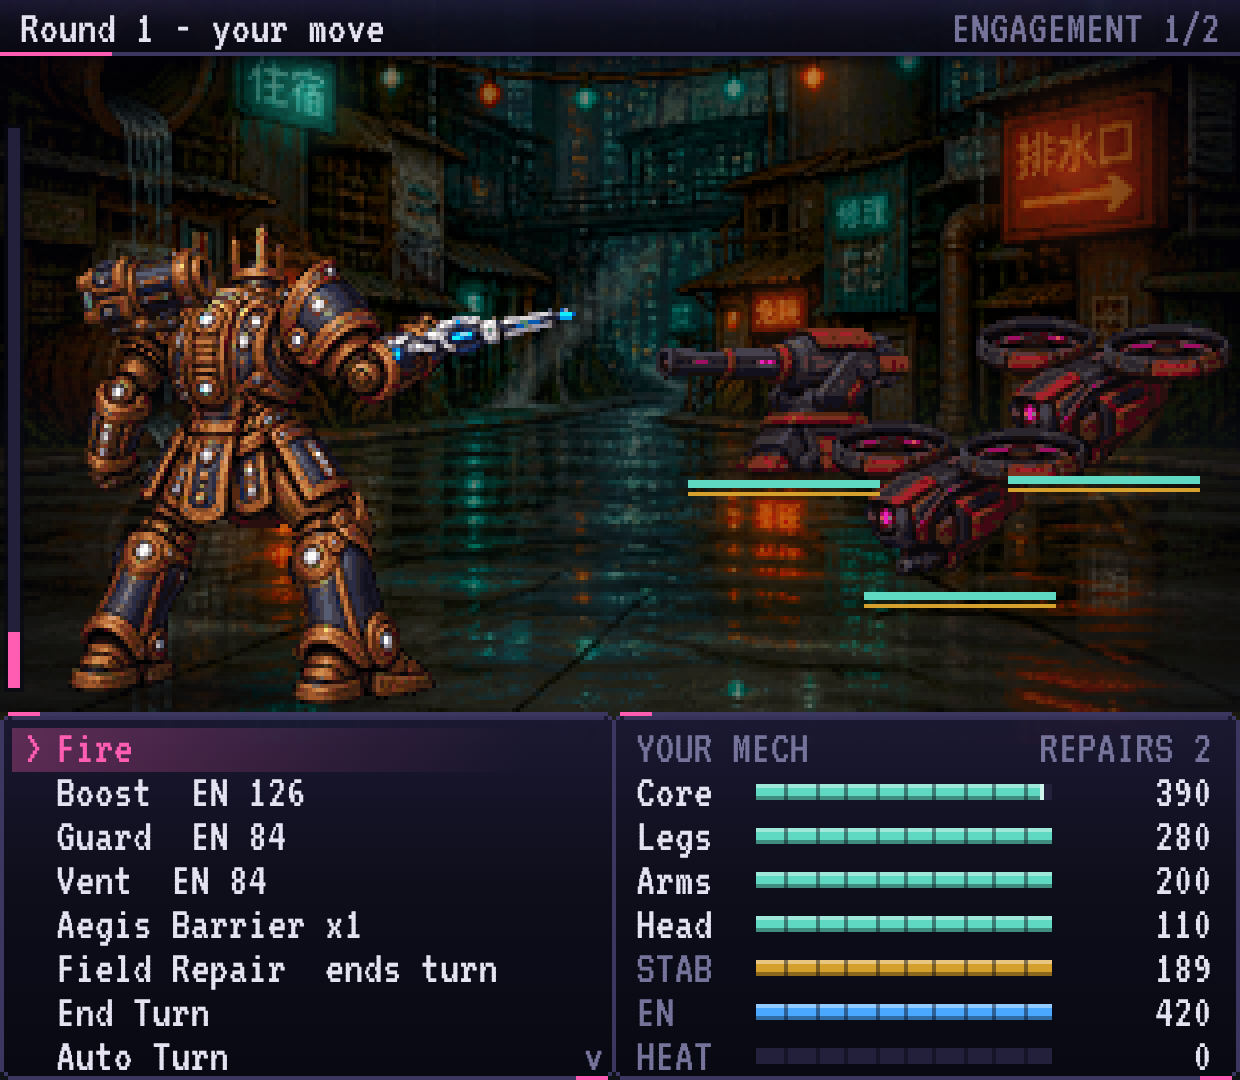 Round 1 - your move
ENGAGEMENT 1/2
住宿
排水口
修理
> Fire
Boost EN 126
Guard EN 84
Vent EN 84
Aegis Barrier x1
Field Repair ends turn
End Turn
Auto Turn v
YOUR MECH REPAIRS 2
Core 390
Legs 280
Arms 200
Head 110
STAB 189
EN 420
HEAT 0